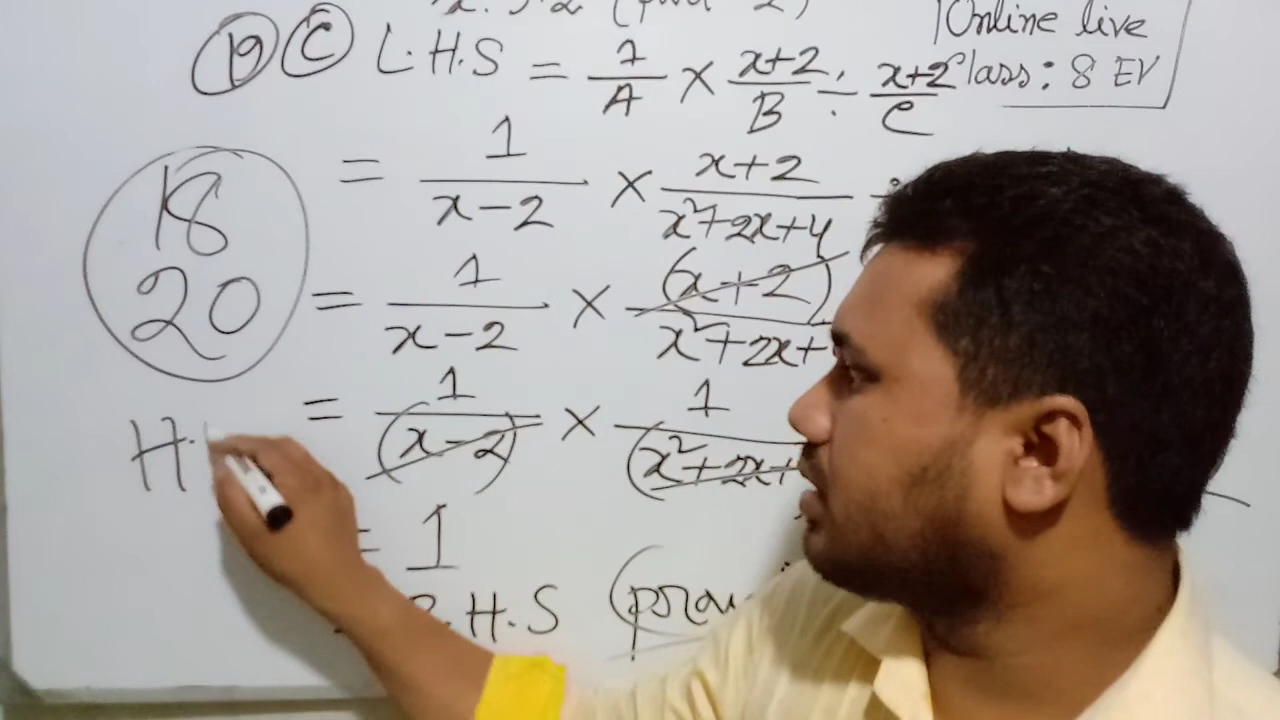 Online live
Class: 8 EV
19 C L.H.S = 1/A × x+2/B ÷ x+2/C
= 1/x-2 × x+2/x²+2x+4
= 1/x-2 × (x+2)/x²+2x+
= 1/(x-2) × 1/(x²+2x+
= 1
H.S
18
20
H.